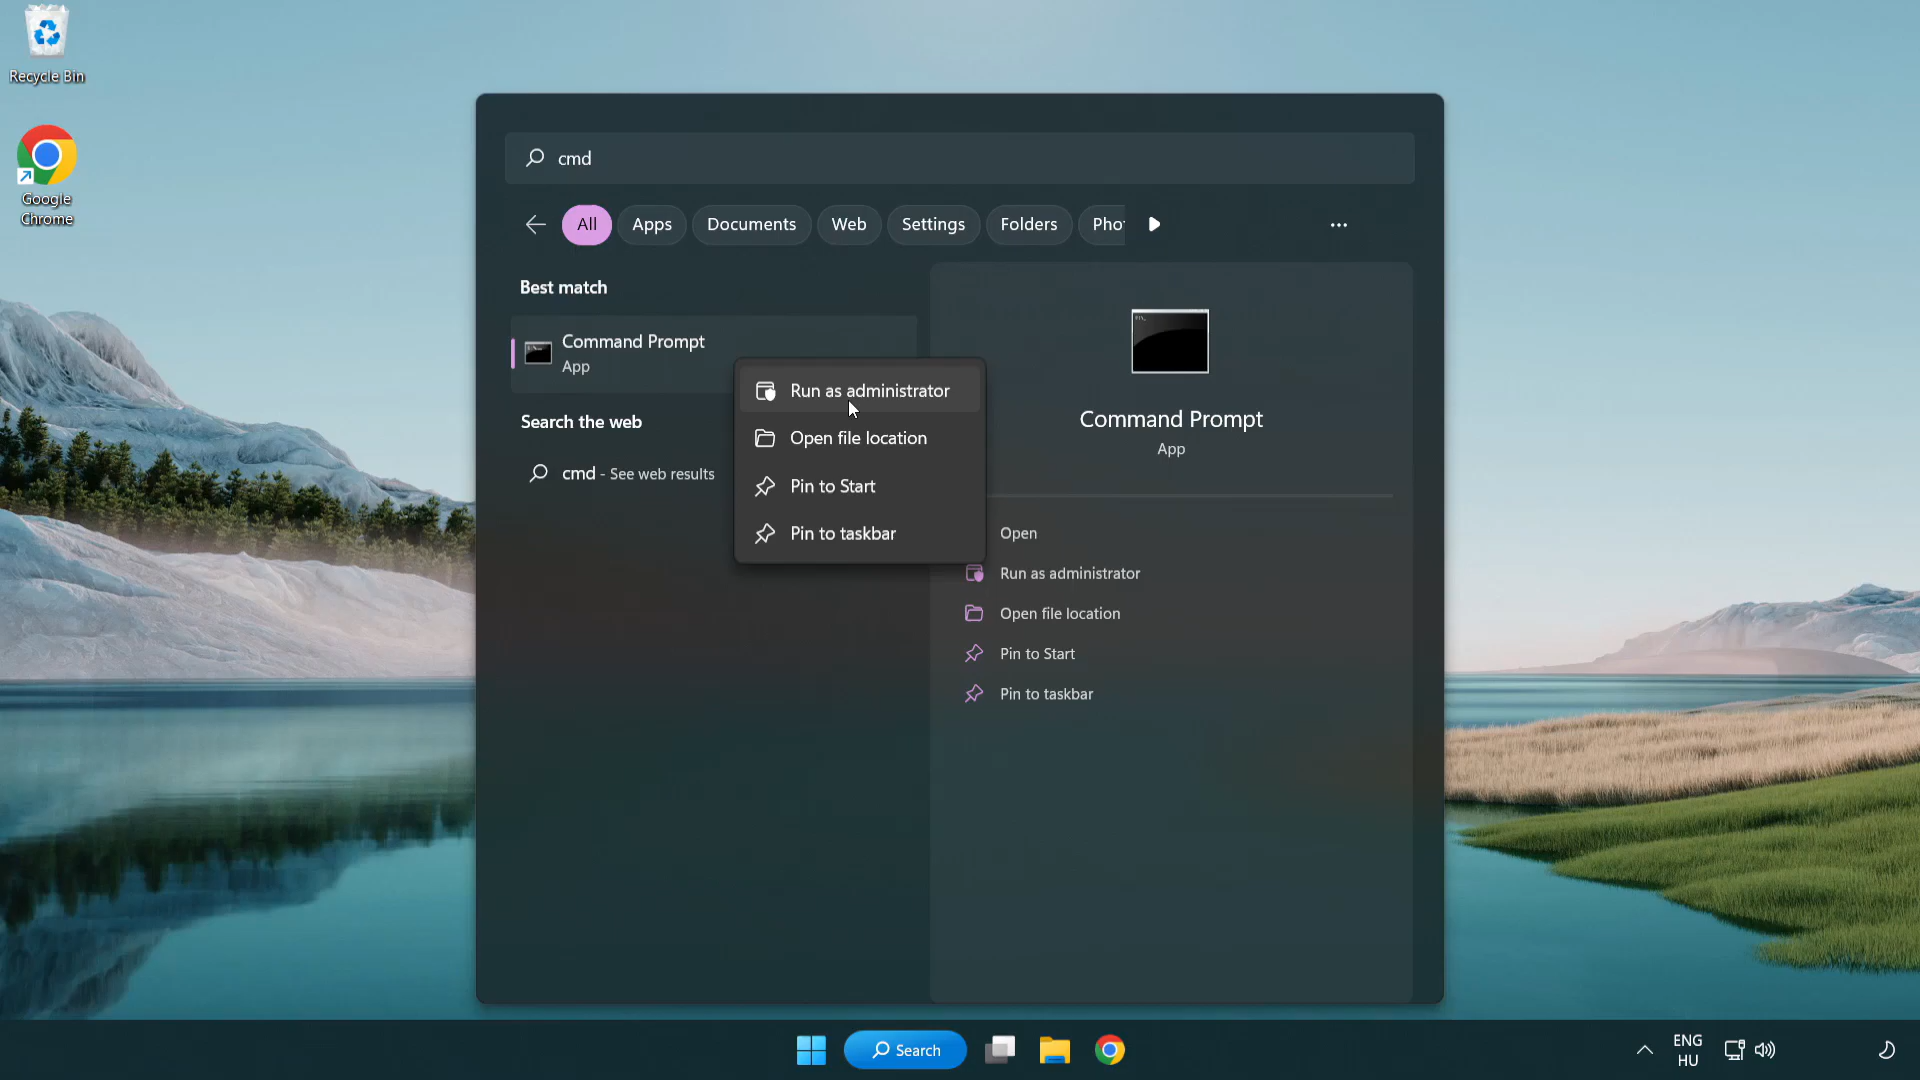 Recycle Bin
Google
Chrome
cmd
All
Apps
Documents
Web
Settings
Folders
Pho
Best match
Command Prompt
App
Search the web
cmd - See web results
Run as administrator
Open file location
Pin to Start
Pin to taskbar
Command Prompt
App
Open
Run as administrator
Open file location
Pin to Start
Pin to taskbar
Search
ENG
HU